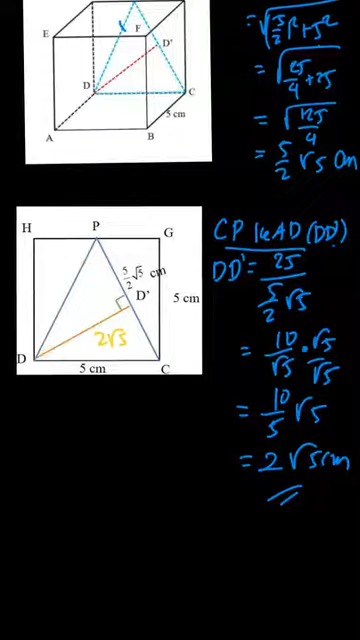 E
F
D'
D
C
5 cm
A
B
= √(5/2)² + 5²
= √25/4 + 25
= √125/4
= 5/2 √5 cm
H P G
5/2 √5 cm
D'
5 cm
2√5
D
5 cm
C
CP ke AD (DD')
DD' = 25
5/2 √5
= 10/√5 · √5/√5
= 10/5 √5
= 2√5 cm